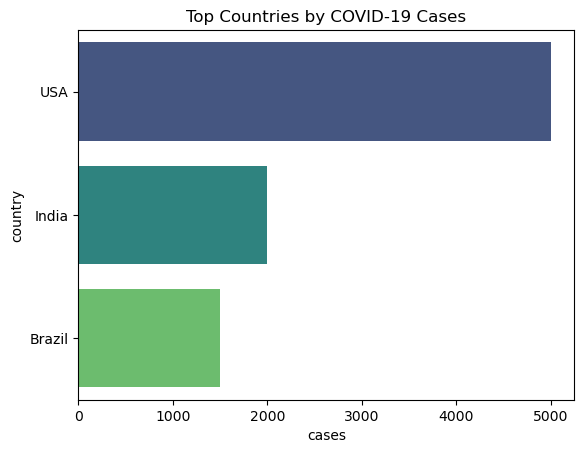 Top Countries by COVID-19 Cases
country
USA
India
Brazil
0 1000 2000 3000 4000 5000
cases